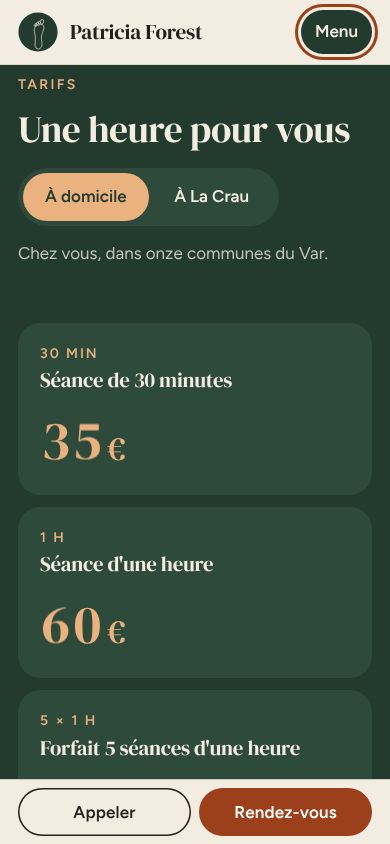 Patricia Forest
Menu
TARIFS
Une heure pour vous
À domicile
À La Crau
Chez vous, dans onze communes du Var.
30 MIN
Séance de 30 minutes
35 €
1 H
Séance d'une heure
60 €
5 × 1 H
Forfait 5 séances d'une heure
Appeler
Rendez-vous